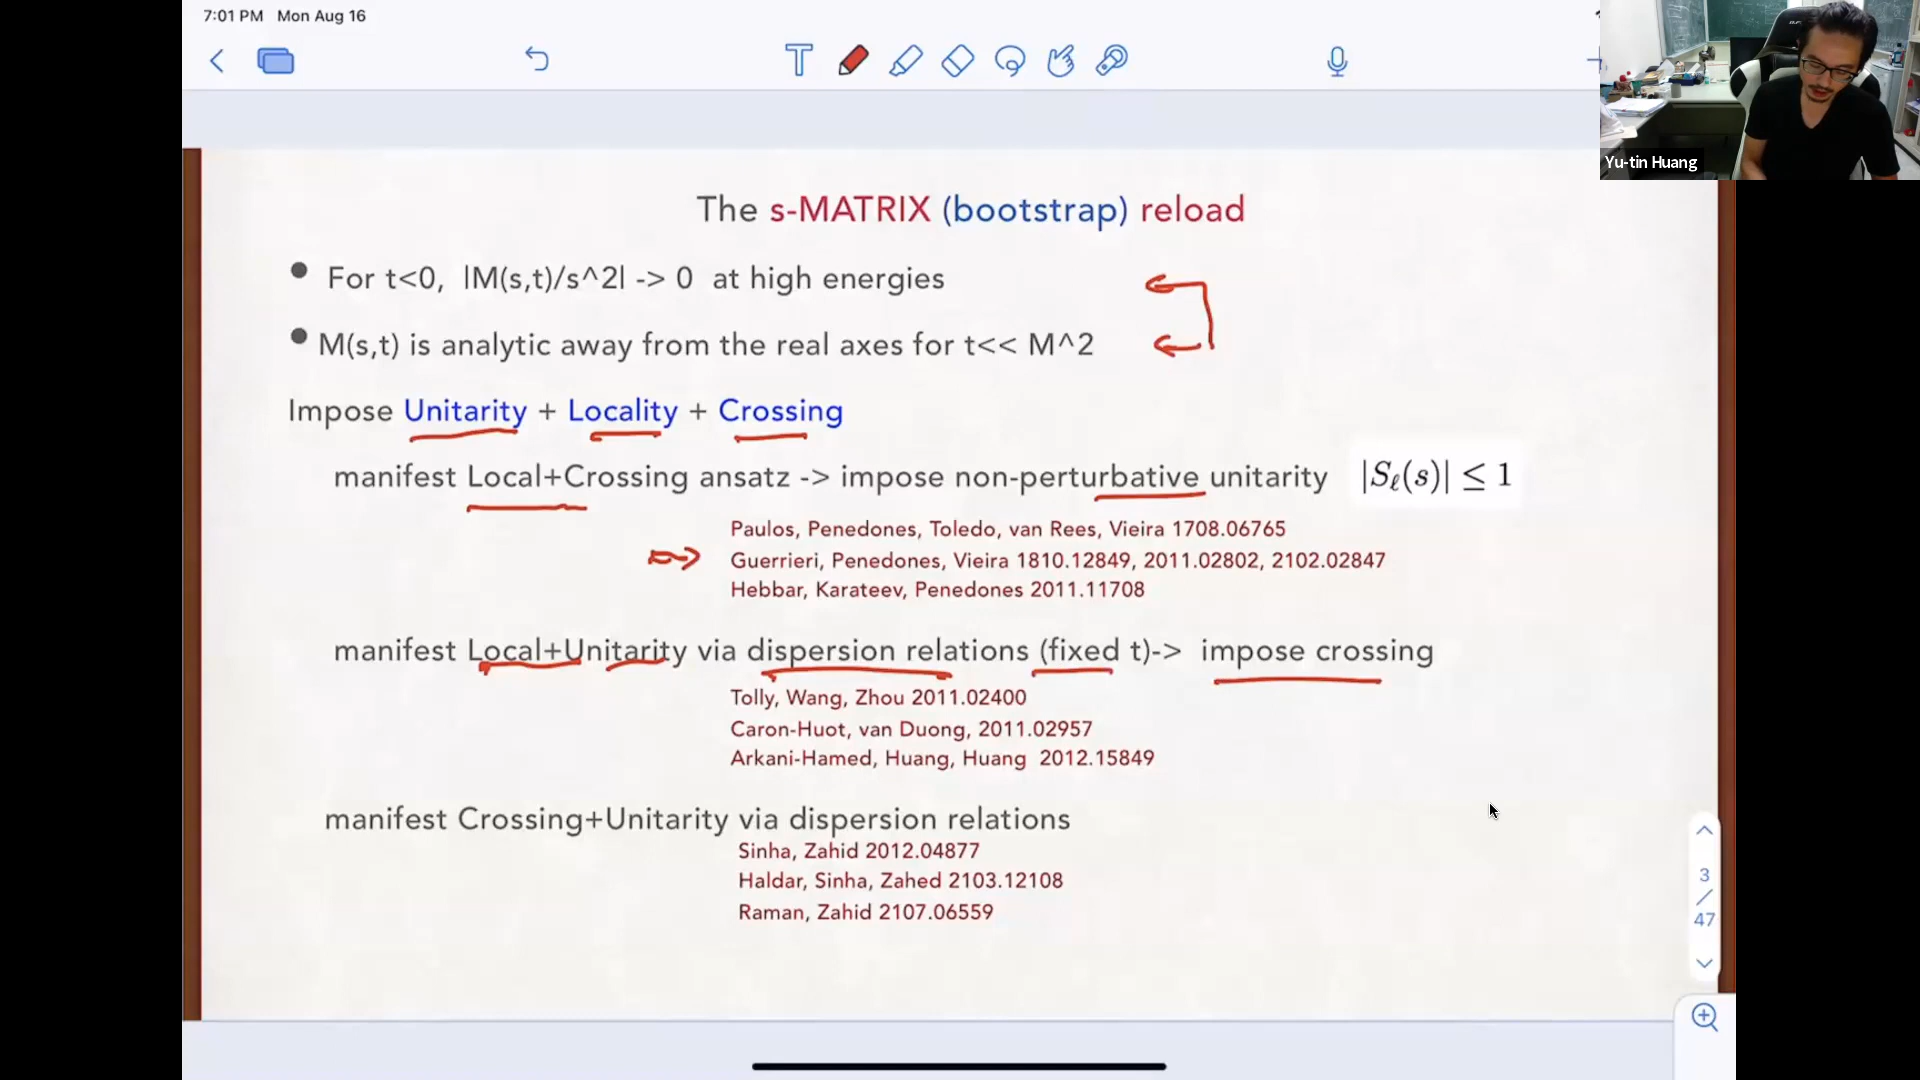 7:01 PM Mon Aug 16
Yu-tin Huang
The s-MATRIX (bootstrap) reload
For t<0, |M(s,t)/s^2| -> 0 at high energies
M(s,t) is analytic away from the real axes for t<< M^2
Impose Unitarity + Locality + Crossing
manifest Local+Crossing ansatz -> impose non-perturbative unitarity |Sℓ(s)| ≤ 1
Paulos, Penedones, Toledo, van Rees, Vieira 1708.06765
Guerrieri, Penedones, Vieira 1810.12849, 2011.02802, 2102.02847
Hebbar, Karateev, Penedones 2011.11708
manifest Local+Unitarity via dispersion relations (fixed t)-> impose crossing
Tolly, Wang, Zhou 2011.02400
Caron-Huot, van Duong, 2011.02957
Arkani-Hamed, Huang, Huang 2012.15849
manifest Crossing+Unitarity via dispersion relations
Sinha, Zahid 2012.04877
Haldar, Sinha, Zahed 2103.12108
Raman, Zahid 2107.06559
3
/
47